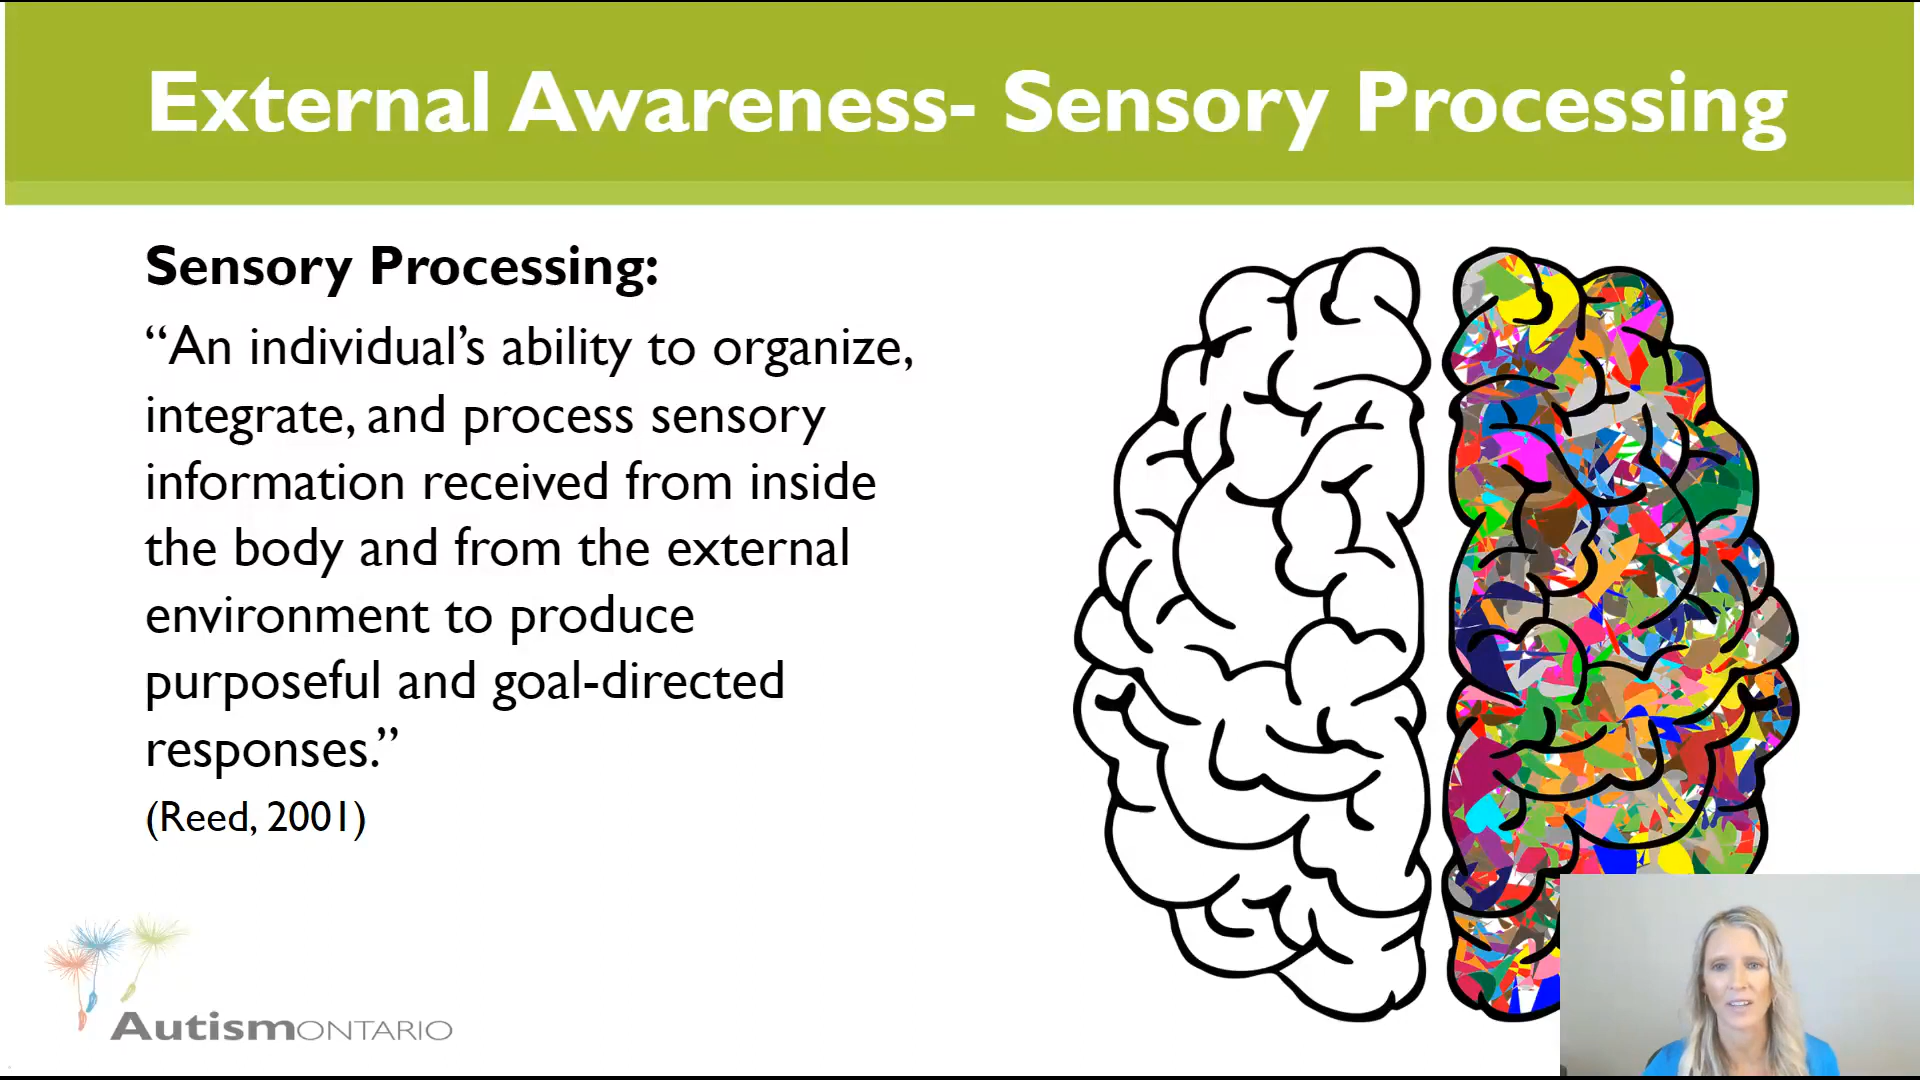 External Awareness- Sensory Processing
Sensory Processing:
“An individual’s ability to organize,
integrate, and process sensory
information received from inside
the body and from the external
environment to produce
purposeful and goal-directed
responses.”
(Reed, 2001)
AutismONTARIO